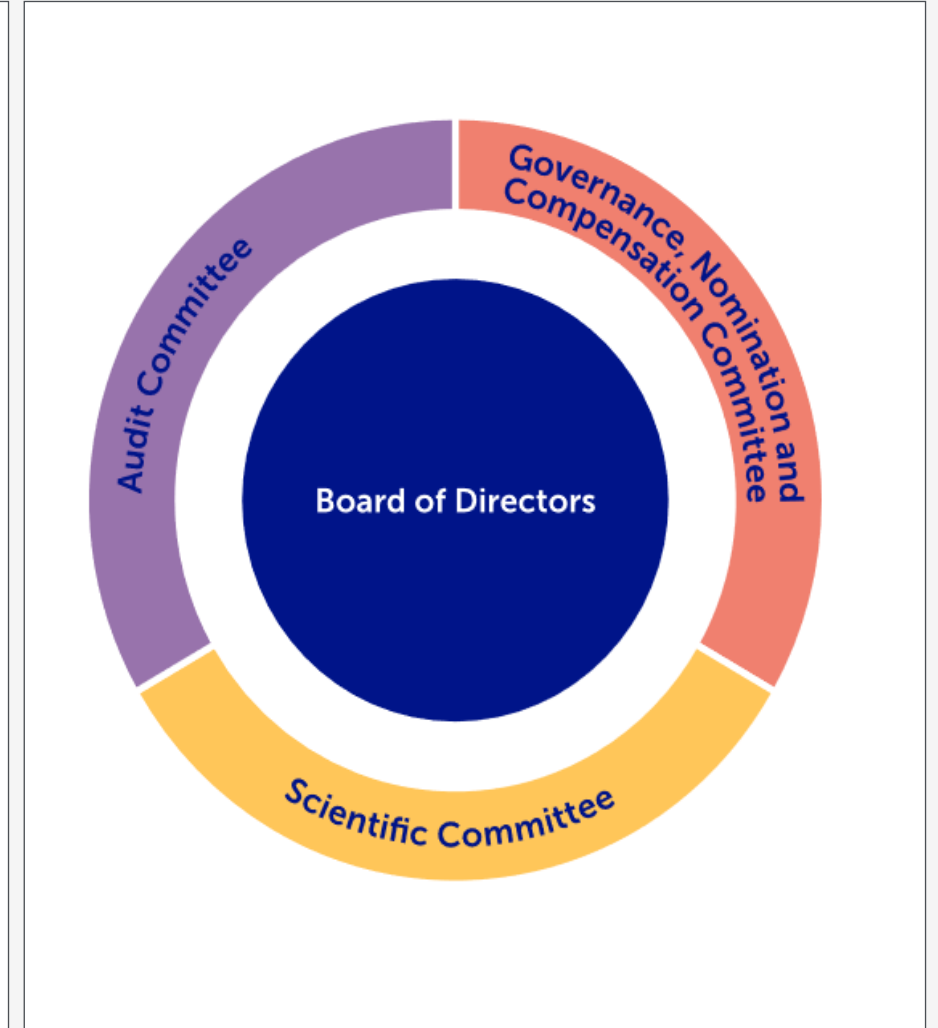 Governance, Nomination and
Compensation Committee
Audit Committee
Board of Directors
Scientific Committee